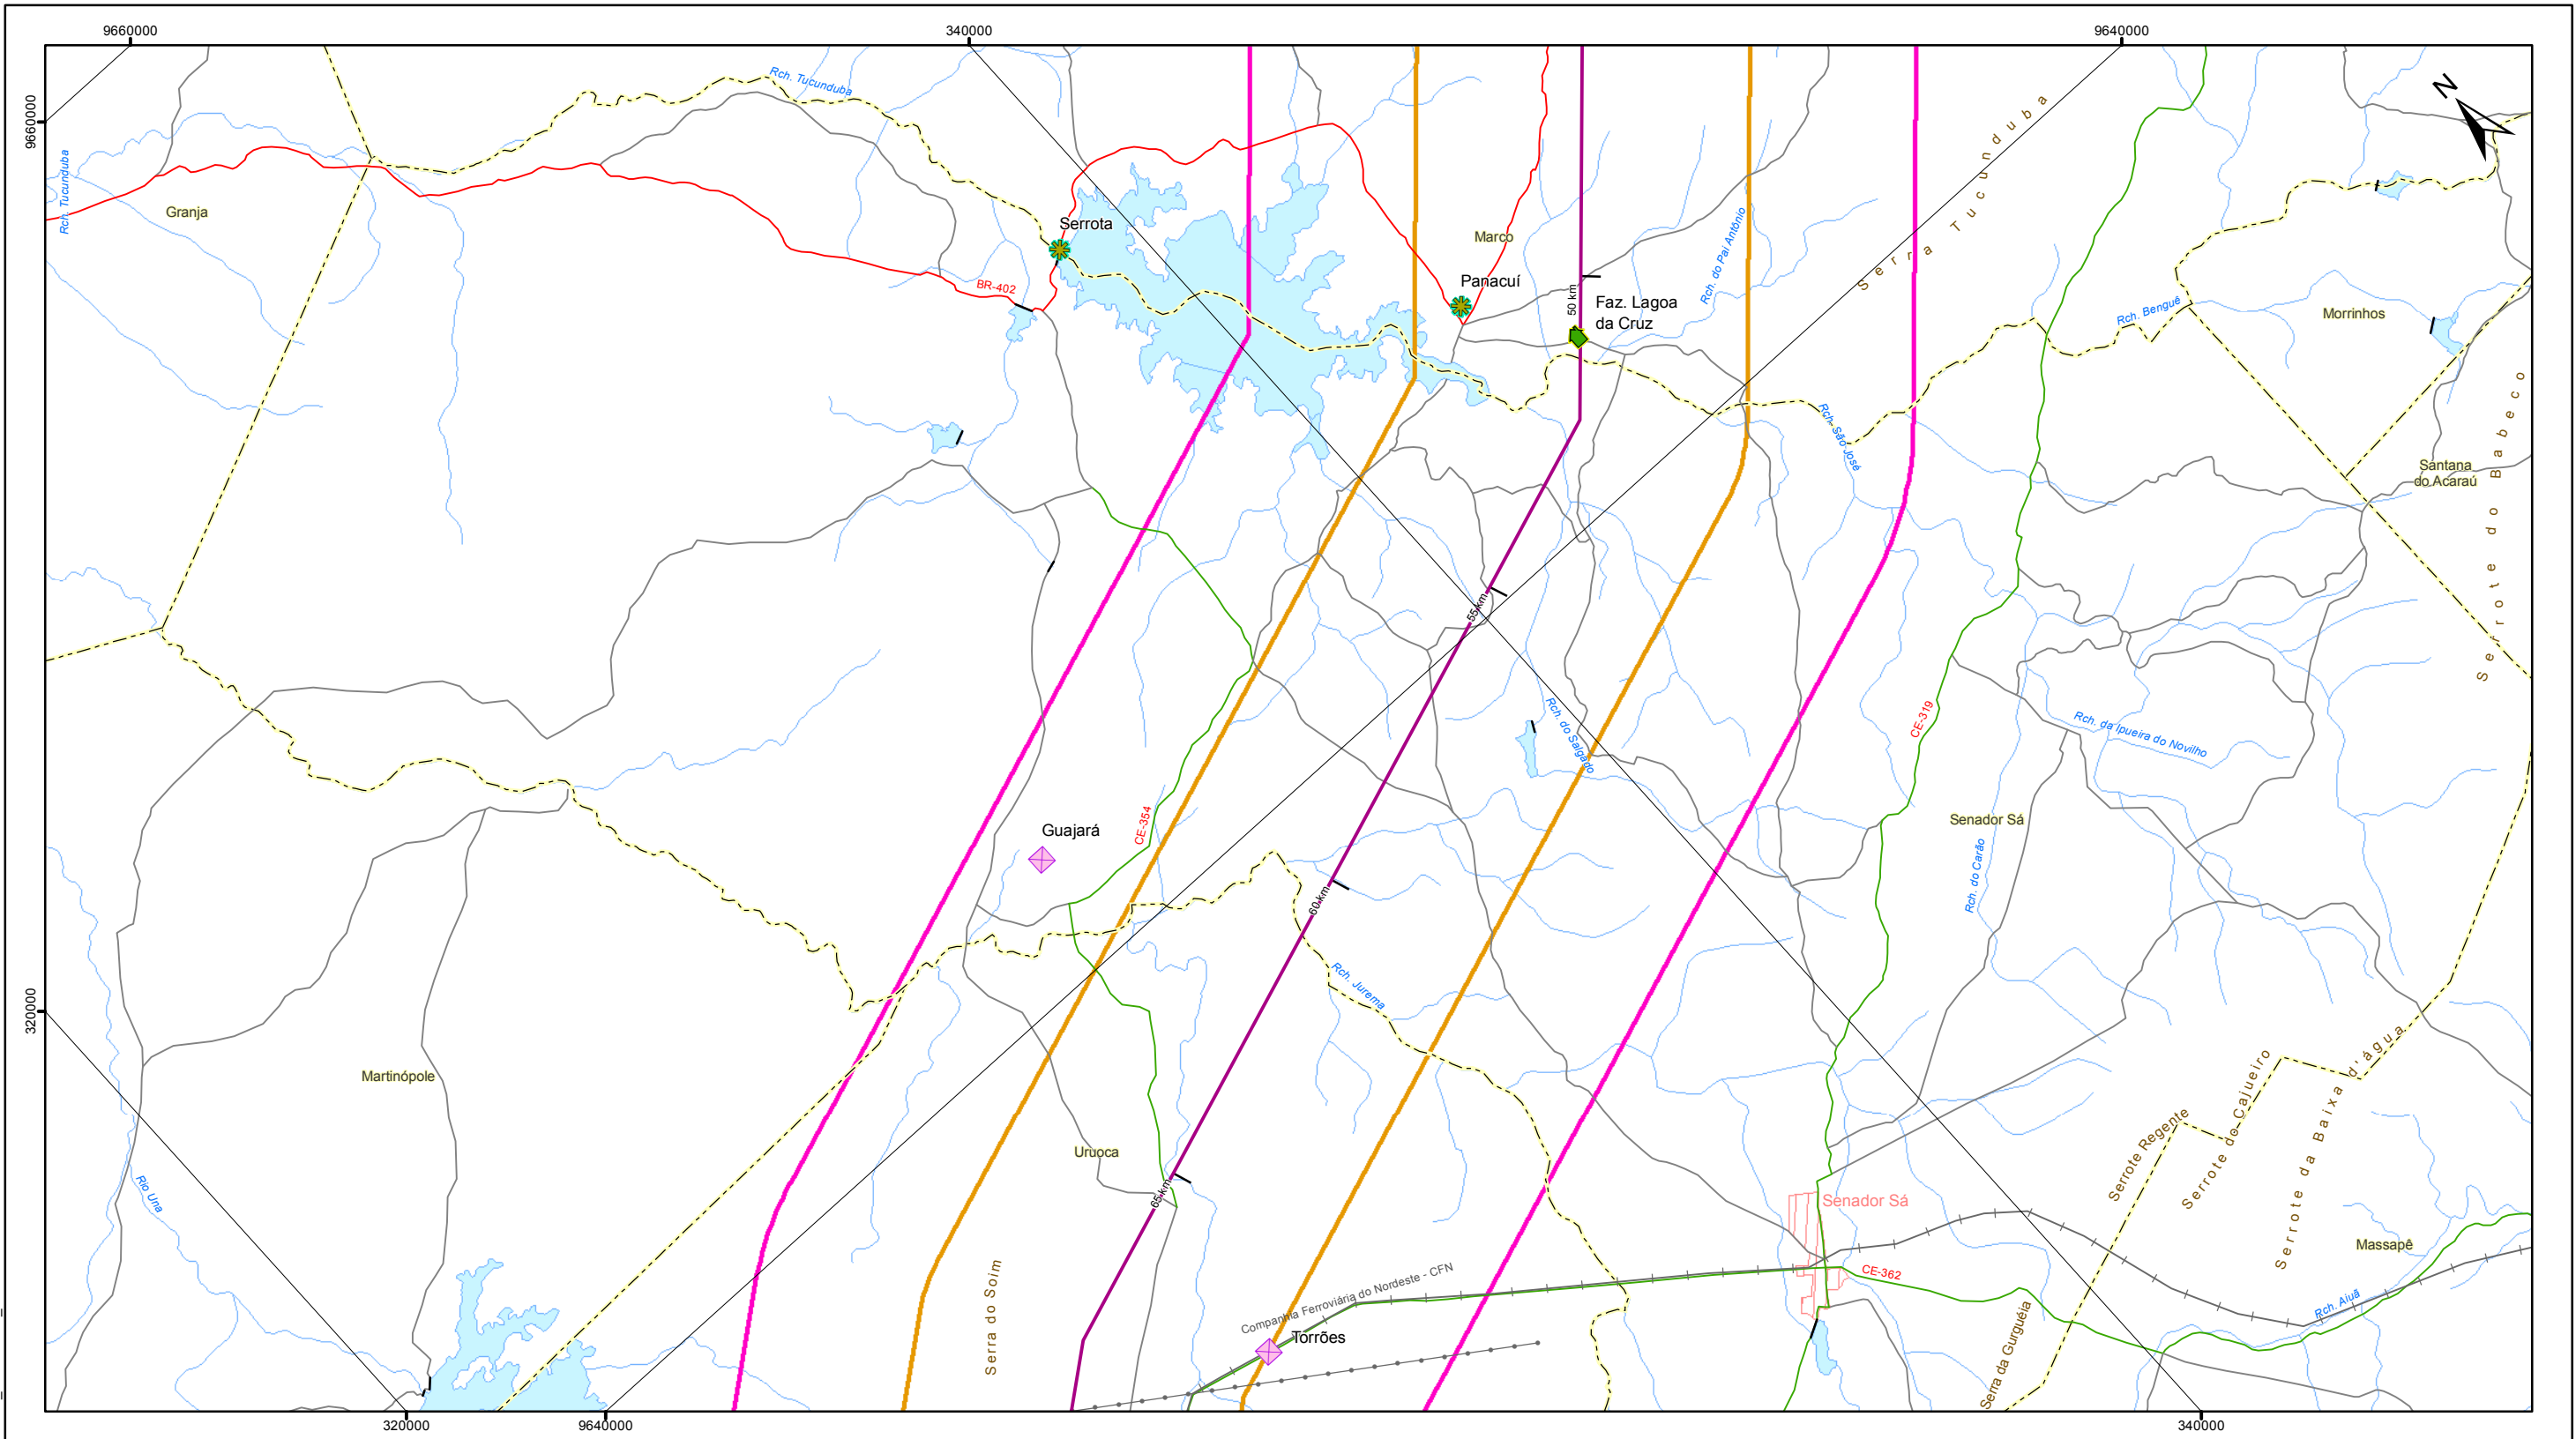 9660000
340000
9640000
9660000
Rch. Tucunduba
N
Rch. Tucunduba
Serra Tucunduba
Granja
Serrota
Marco
Rch. do Pai Antônio
BR-402
Panacuí
50 km
Faz. Lagoa
da Cruz
Rch. Benguê
Morrinhos
Rch. São José
Santana
do Acaraú
Serrote do Babeco
55 km
Rch. do Salgado
CE-319
Rch. da Ipueira do Novilho
Guajará
CE-354
Senador Sá
Rch. do Carão
60 km
Rch. Jurema
320000
Martinópole
Uruoca
Serrote Regente
Serrote do Cajueiro
Serrote da Baixa d'água
Rio Una
65 km
Senador Sá
Massapê
Serra do Soim
Companhia Ferroviária do Nordeste - CFN
CE-362
Rch. Aiuã
Torrões
Serra da Gurguéia
320000
9640000
340000